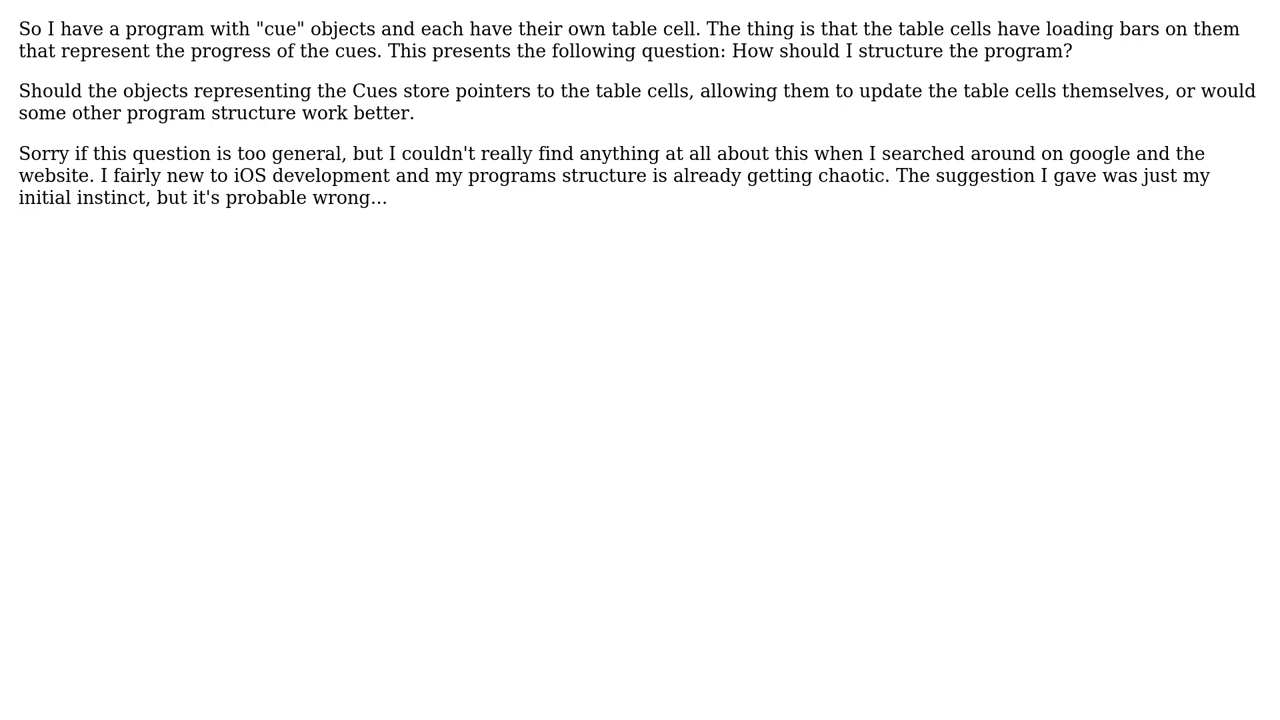 So I have a program with "cue" objects and each have their own table cell. The thing is that the table cells have loading bars on them
that represent the progress of the cues. This presents the following question: How should I structure the program?
Should the objects representing the Cues store pointers to the table cells, allowing them to update the table cells themselves, or would
some other program structure work better.
Sorry if this question is too general, but I couldn't really find anything at all about this when I searched around on google and the
website. I fairly new to iOS development and my programs structure is already getting chaotic. The suggestion I gave was just my
initial instinct, but it's probable wrong...